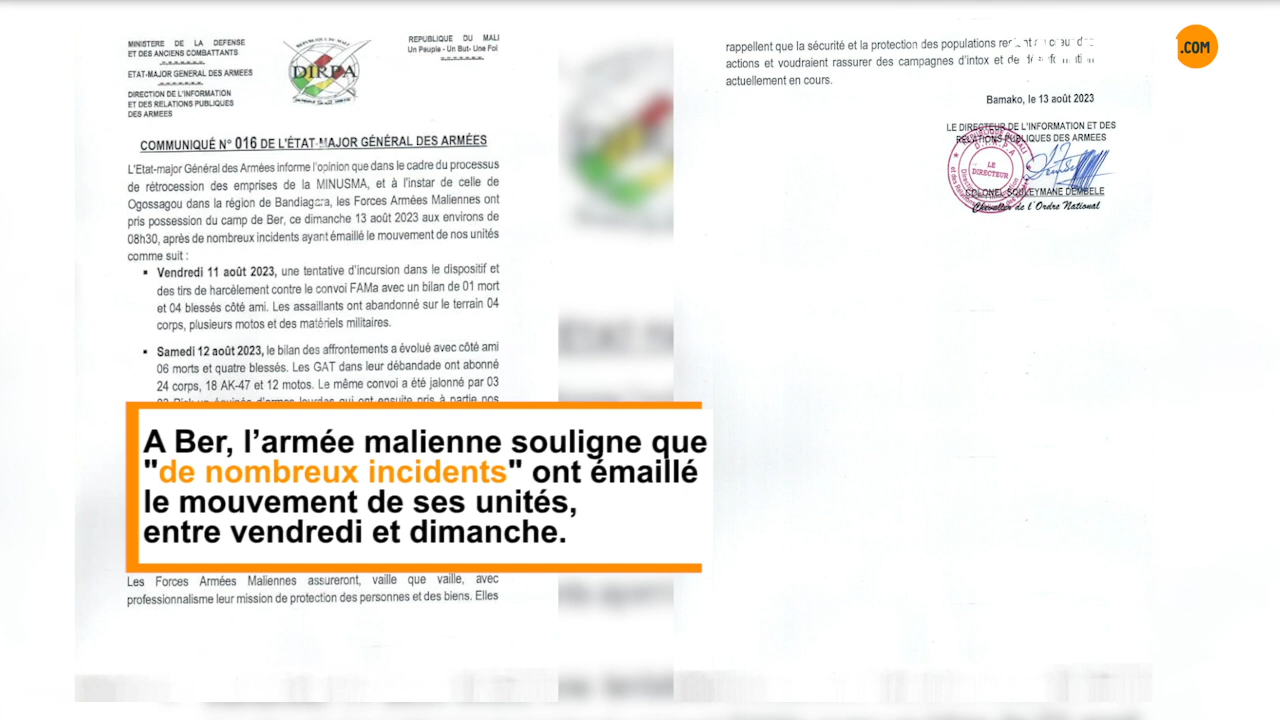 MINISTERE DE LA DEFENSE
ET DES ANCIENS COMBATTANTS
ETAT-MAJOR GENERAL DES ARMEES
DIRECTION DE L'INFORMATION
ET DES RELATIONS PUBLIQUES
DES ARMEES
DIRPA
REPUBLIQUE DU MALI
Un Peuple - Un But- Une Foi
COMMUNIQUÉ N° 016 DE L'ÉTAT-MAJOR GÉNÉRAL DES ARMÉES
L'Etat-major Général des Armées informe l'opinion que dans le cadre du processus
de rétrocession des emprises de la MINUSMA, et à l'instar de celle de
Ogossagou dans la région de Bandiagara, les Forces Armées Maliennes ont
pris possession du camp de Ber, ce dimanche 13 août 2023 aux environs de
08h30, après de nombreux incidents ayant émaillé le mouvement de nos unités
comme suit :
▪ Vendredi 11 août 2023, une tentative d'incursion dans le dispositif et
des tirs de harcèlement contre le convoi FAMa avec un bilan de 01 mort
et 04 blessés côté ami. Les assaillants ont abandonné sur le terrain 04
corps, plusieurs motos et des matériels militaires.
▪ Samedi 12 août 2023, le bilan des affrontements a évolué avec côté ami
06 morts et quatre blessés. Les GAT dans leur débandade ont abonné
24 corps, 18 AK-47 et 12 motos. Le même convoi a été jalonné par 03
A Ber, l'armée malienne souligne que
"de nombreux incidents" ont émaillé
le mouvement de ses unités,
entre vendredi et dimanche.
Les Forces Armées Maliennes assureront, vaille que vaille, avec
professionnalisme leur mission de protection des personnes et des biens. Elles
rappellent que la sécurité et la protection des populations
actions et voudraient rassurer des campagnes d'intox et de
actuellement en cours.
Bamako, le 13 août 2023
LE DIRECTEUR DE L'INFORMATION ET DES
RELATIONS PUBLIQUES DES ARMEES
LE
DIRECTEUR
COLONEL SOULEYMANE DEMBELE
Chevalier de l'Ordre National
.COM